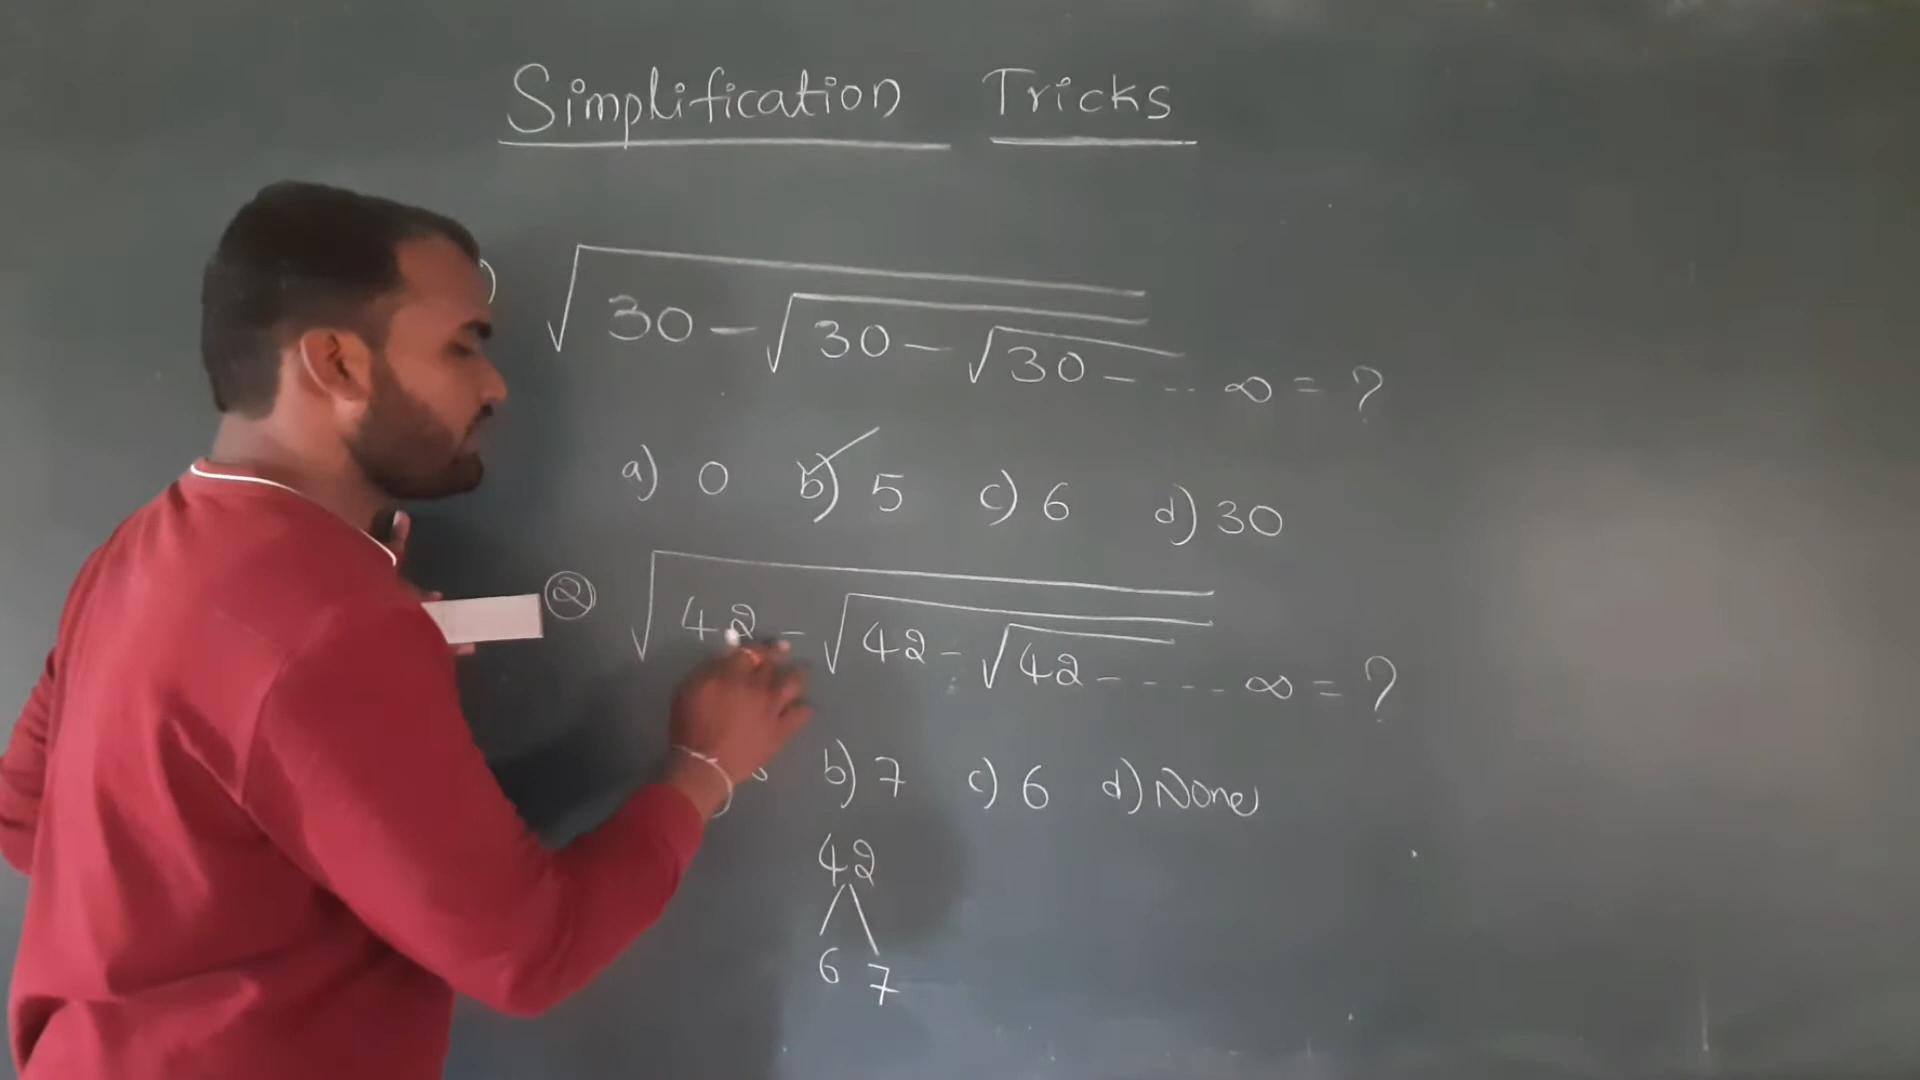 Simplification Tricks
) √30 - √30 - √30 - ... ∞ = ?
a) 0 b) 5 c) 6 d) 30
② √42 - √42 - √42 - - - - - ∞ = ?
b) 7 c) 6 d) None
42
6 7